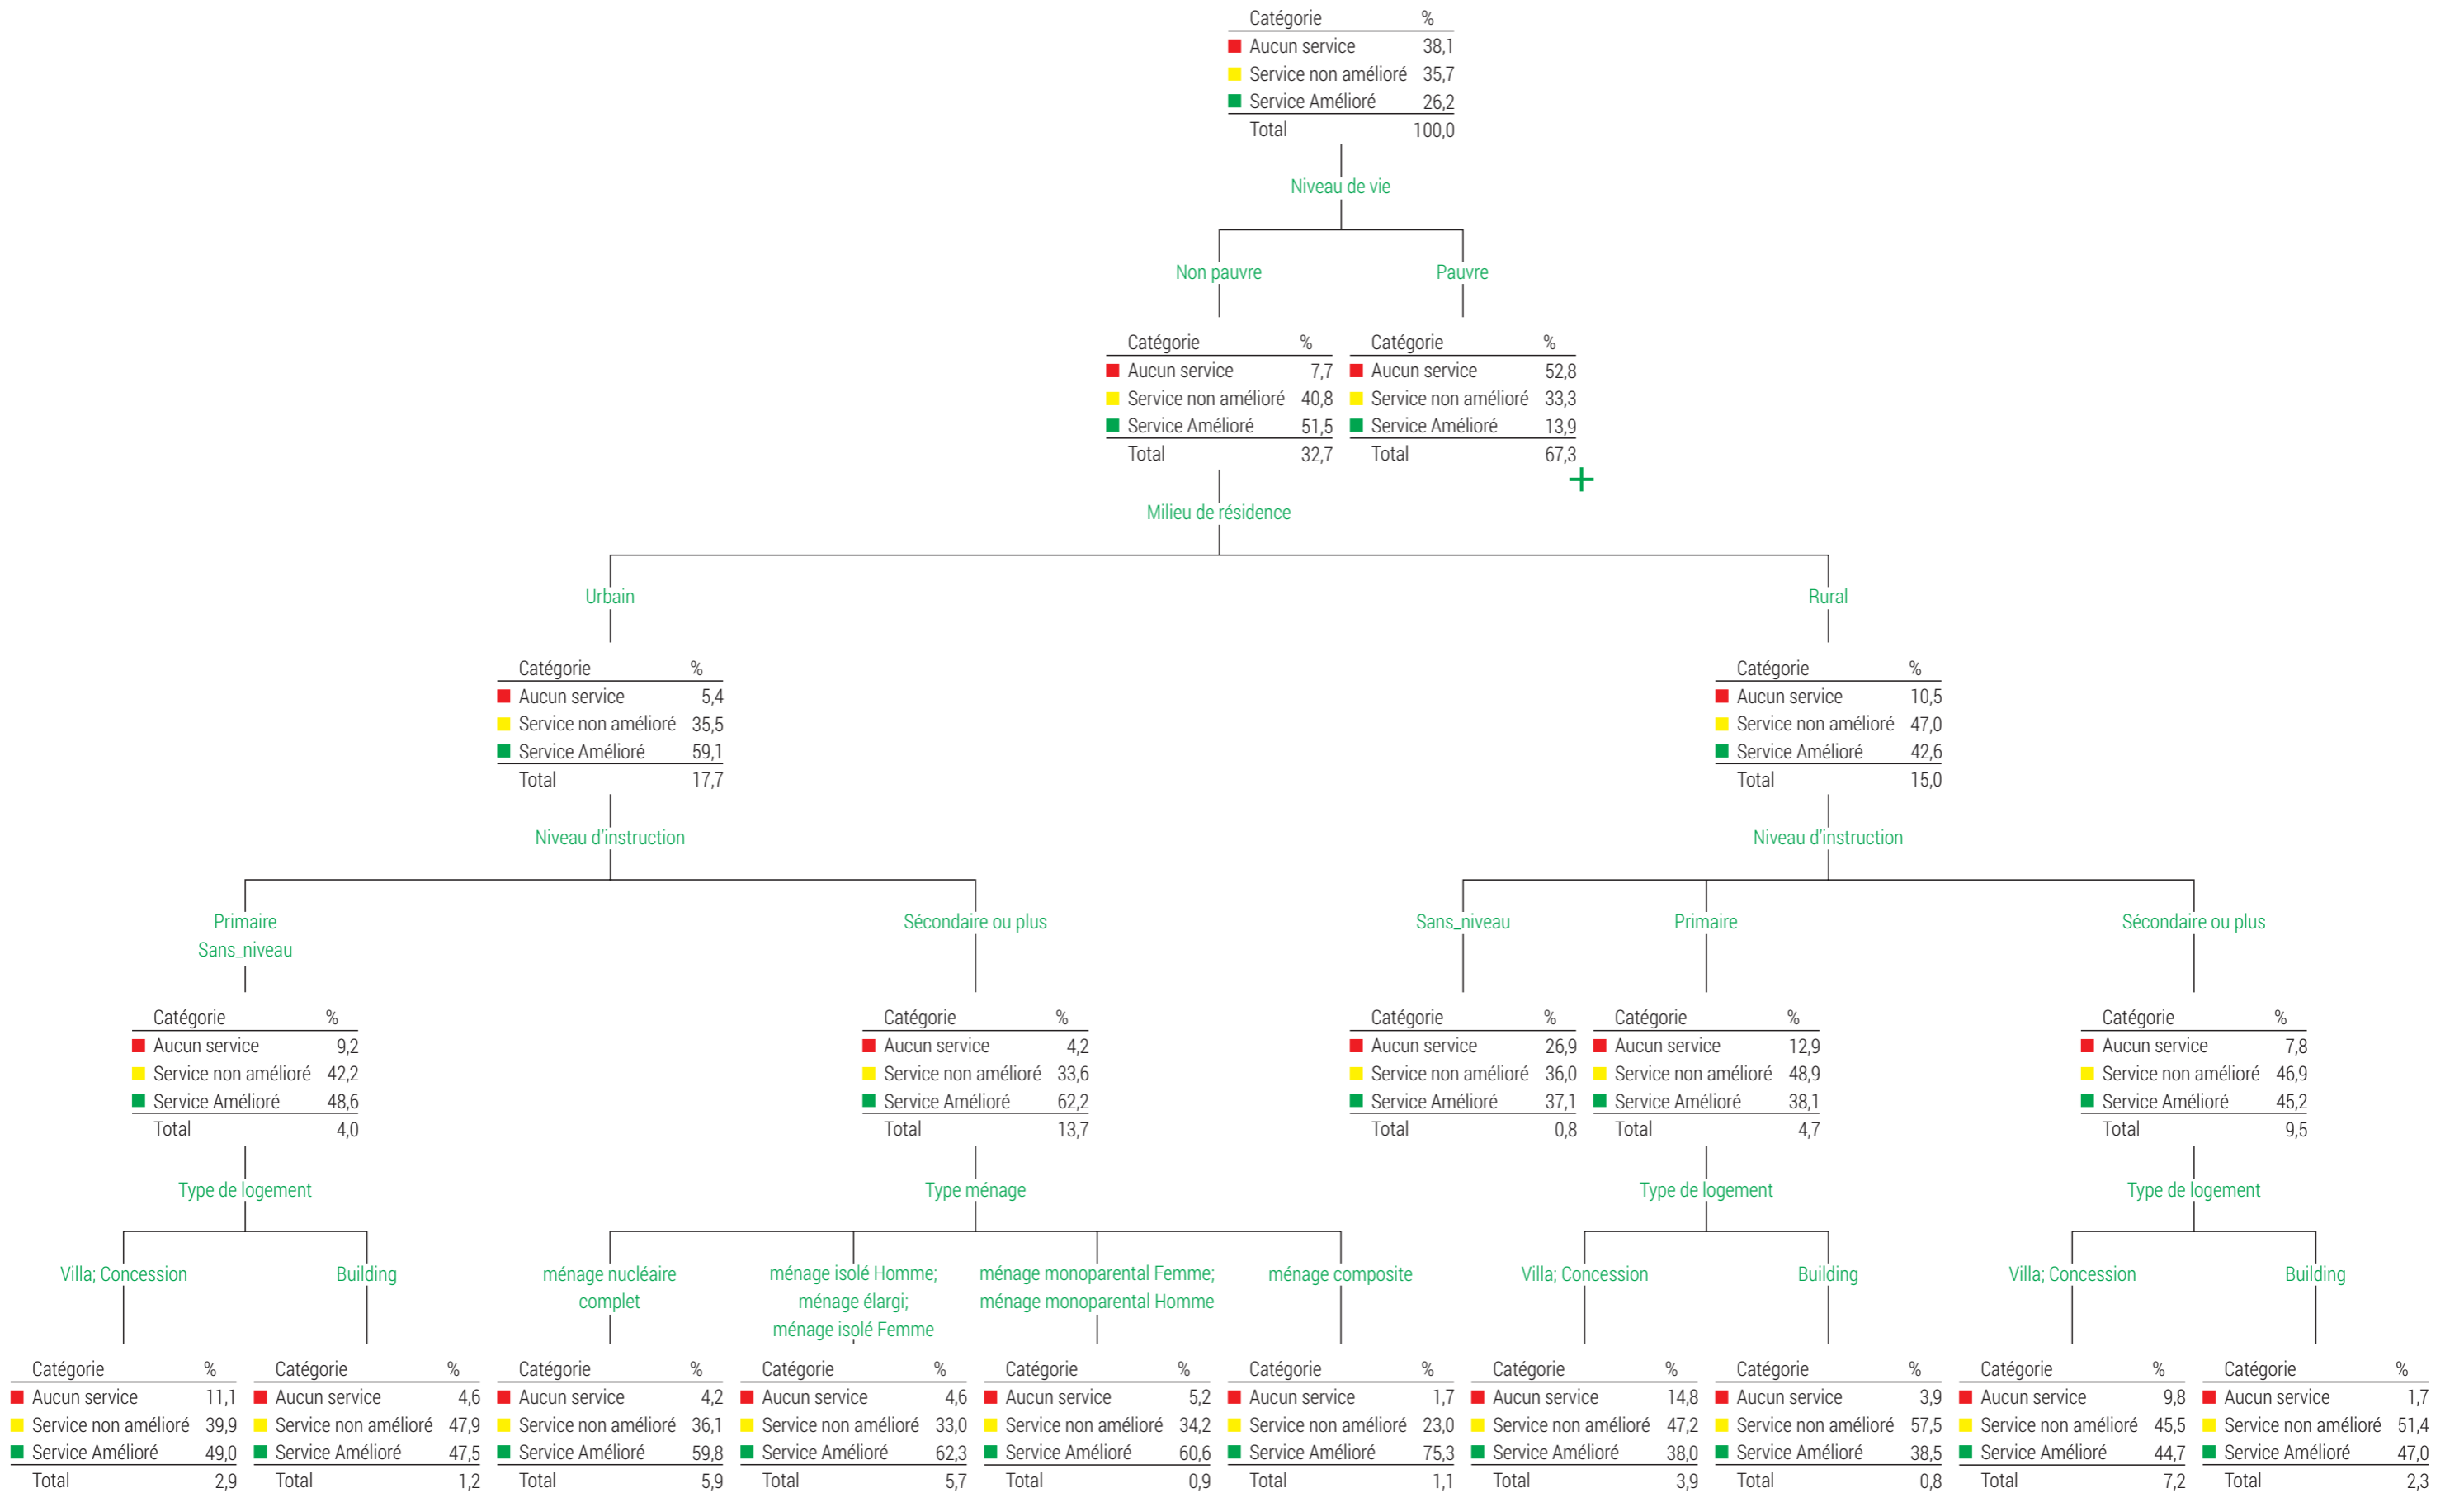 Catégorie %
Aucun service 38,1
Service non amélioré 35,7
Service Amélioré 26,2
Total 100,0
Niveau de vie
Non pauvre
Pauvre
Catégorie %
Aucun service 7,7
Service non amélioré 40,8
Service Amélioré 51,5
Total 32,7
Catégorie %
Aucun service 52,8
Service non amélioré 33,3
Service Amélioré 13,9
Total 67,3
+
Milieu de résidence
Urbain
Rural
Catégorie %
Aucun service 5,4
Service non amélioré 35,5
Service Amélioré 59,1
Total 17,7
Catégorie %
Aucun service 10,5
Service non amélioré 47,0
Service Amélioré 42,6
Total 15,0
Niveau d'instruction
Niveau d'instruction
Primaire
Sans_niveau
Sécondaire ou plus
Sans_niveau
Primaire
Sécondaire ou plus
Catégorie %
Aucun service 9,2
Service non amélioré 42,2
Service Amélioré 48,6
Total 4,0
Catégorie %
Aucun service 4,2
Service non amélioré 33,6
Service Amélioré 62,2
Total 13,7
Catégorie %
Aucun service 26,9
Service non amélioré 36,0
Service Amélioré 37,1
Total 0,8
Catégorie %
Aucun service 12,9
Service non amélioré 48,9
Service Amélioré 38,1
Total 4,7
Catégorie %
Aucun service 7,8
Service non amélioré 46,9
Service Amélioré 45,2
Total 9,5
Type de logement
Type ménage
Type de logement
Type de logement
Villa; Concession
Building
ménage nucléaire
complet
ménage isolé Homme;
ménage élargi;
ménage isolé Femme
ménage monoparental Femme;
ménage monoparental Homme
ménage composite
Villa; Concession
Building
Villa; Concession
Building
Catégorie %
Aucun service 11,1
Service non amélioré 39,9
Service Amélioré 49,0
Total 2,9
Catégorie %
Aucun service 4,6
Service non amélioré 47,9
Service Amélioré 47,5
Total 1,2
Catégorie %
Aucun service 4,2
Service non amélioré 36,1
Service Amélioré 59,8
Total 5,9
Catégorie %
Aucun service 4,6
Service non amélioré 33,0
Service Amélioré 62,3
Total 5,7
Catégorie %
Aucun service 5,2
Service non amélioré 34,2
Service Amélioré 60,6
Total 0,9
Catégorie %
Aucun service 1,7
Service non amélioré 23,0
Service Amélioré 75,3
Total 1,1
Catégorie %
Aucun service 14,8
Service non amélioré 47,2
Service Amélioré 38,0
Total 3,9
Catégorie %
Aucun service 3,9
Service non amélioré 57,5
Service Amélioré 38,5
Total 0,8
Catégorie %
Aucun service 9,8
Service non amélioré 45,5
Service Amélioré 44,7
Total 7,2
Catégorie %
Aucun service 1,7
Service non amélioré 51,4
Service Amélioré 47,0
Total 2,3